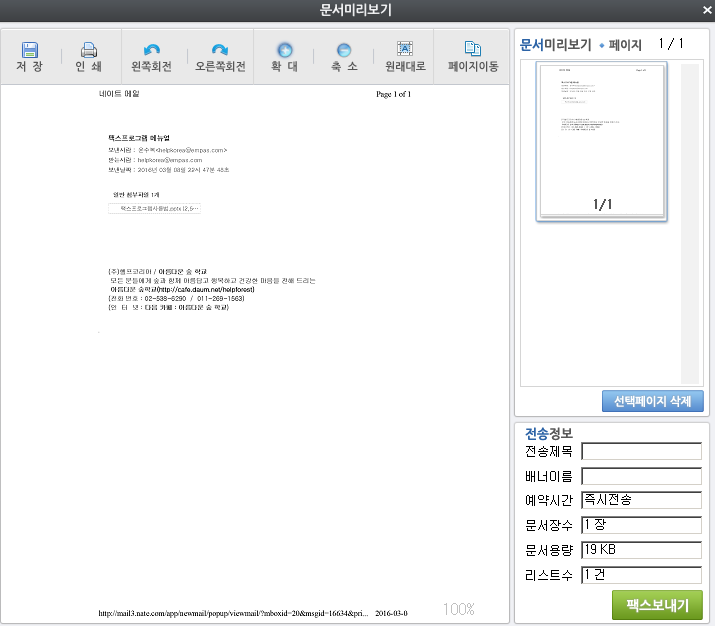 문서미리보기
저 장
인 쇄
왼쪽회전
오른쪽회전
확 대
축 소
원래대로
페이지이동
네이트 메일
Page 1 of 1
팩스프로그램 메뉴얼
보낸사람 : 온수옥<helpkorea@empas.com>
받는사람 : helpkorea@empas.com
보낸날짜 : 2016년 03월 08일 22시 47분 48초
일반 첨부파일 1개
팩스프로그램사용법.pptx (2.6…
(주)헬프코리아 / 아름다운 숲 학교
모든 분들에게 숲과 함께 아름답고 행복하고 건강한 마음을 전해 드리는
아름다운 숲학교(http://cafe.daum.net/helpforest)
(전화 번호 : 02-538-6290 / 011-269-1563)
(인 터 넷 : 다음 카페 : 아름다운 숲 학교)
http://mail3.nate.com/app/newmail/popup/viewmail/?mboxid=20&msgid=16634&pri...
2016-03-0
100%
문서미리보기
페이지
1 / 1
1/1
선택페이지 삭제
전송정보
전송제목
배너이름
예약시간 즉시전송
문서장수 1 장
문서용량 19 KB
리스트수 1 건
팩스보내기